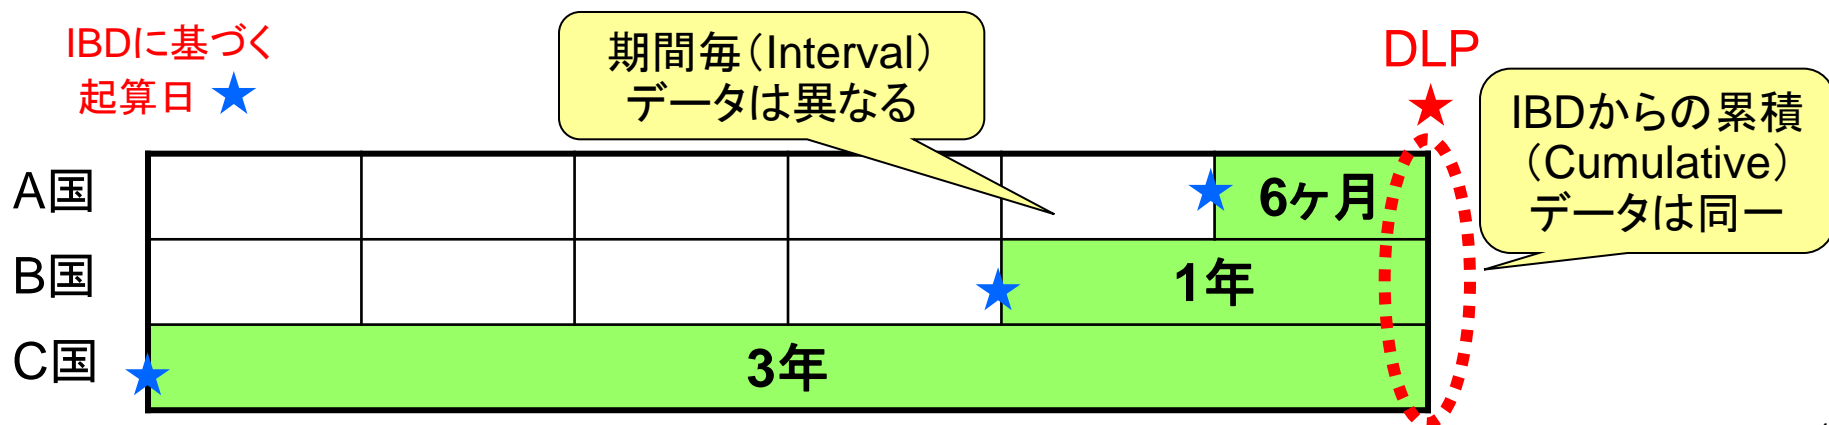 IBDに基づく
起算日
期間毎（Interval）
データは異なる
DLP
IBDからの累積
（Cumulative）
データは同一
A国
6ヶ月
B国
1年
C国
3年